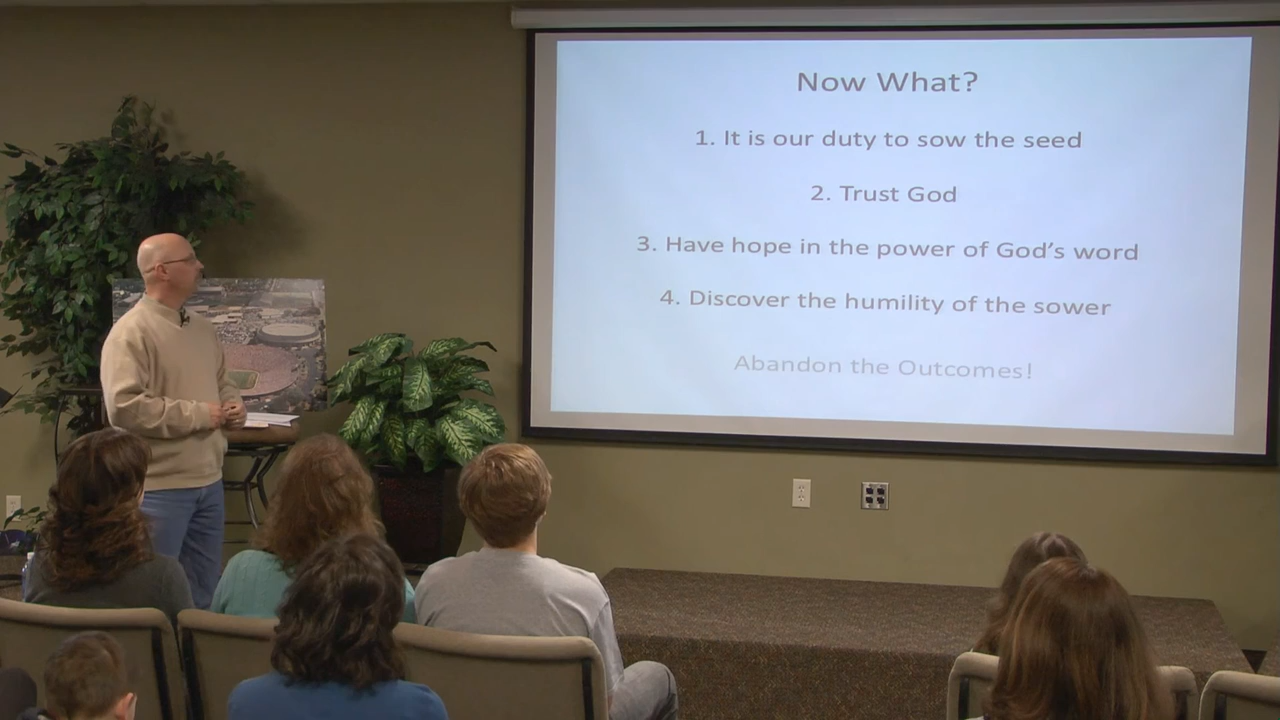 Now What?
1. It is our duty to sow the seed
2. Trust God
3. Have hope in the power of God's word
4. Discover the humility of the sower
Abandon the Outcomes!